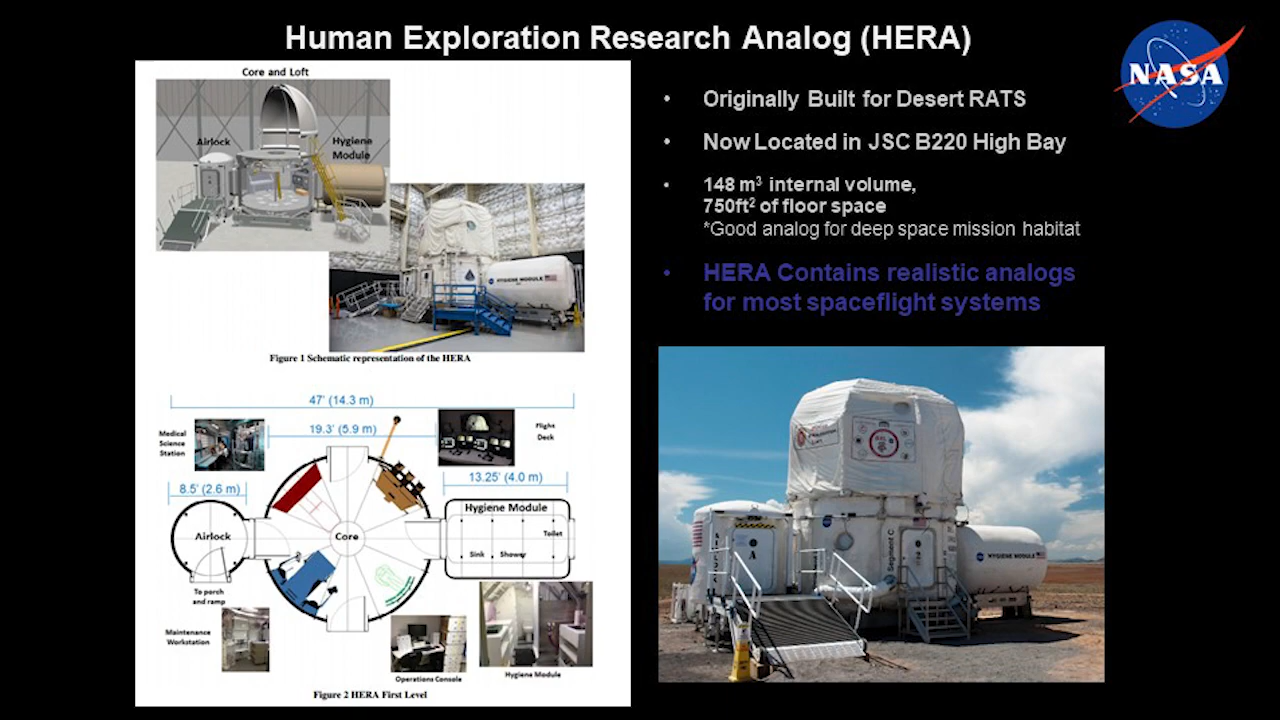 Human Exploration Research Analog (HERA)
NASA
Core and Loft
Airlock
Hygiene
Module
HYGIENE MODULE
Figure 1 Schematic representation of the HERA
47' (14.3 m)
19.3' (5.9 m)
Medical
Science
Station
Flight
Deck
13.25' (4.0 m)
8.5' (2.6 m)
Hygiene Module
Airlock
Core
Toilet
Sink
Shower
To porch
and ramp
Maintenance
Workstation
Operations Console
Hygiene Module
Figure 2 HERA First Level
• Originally Built for Desert RATS
• Now Located in JSC B220 High Bay
• 148 m³ internal volume,
750ft² of floor space
*Good analog for deep space mission habitat
• HERA Contains realistic analogs
for most spaceflight systems
A
Segment C
HYGIENE MODULE